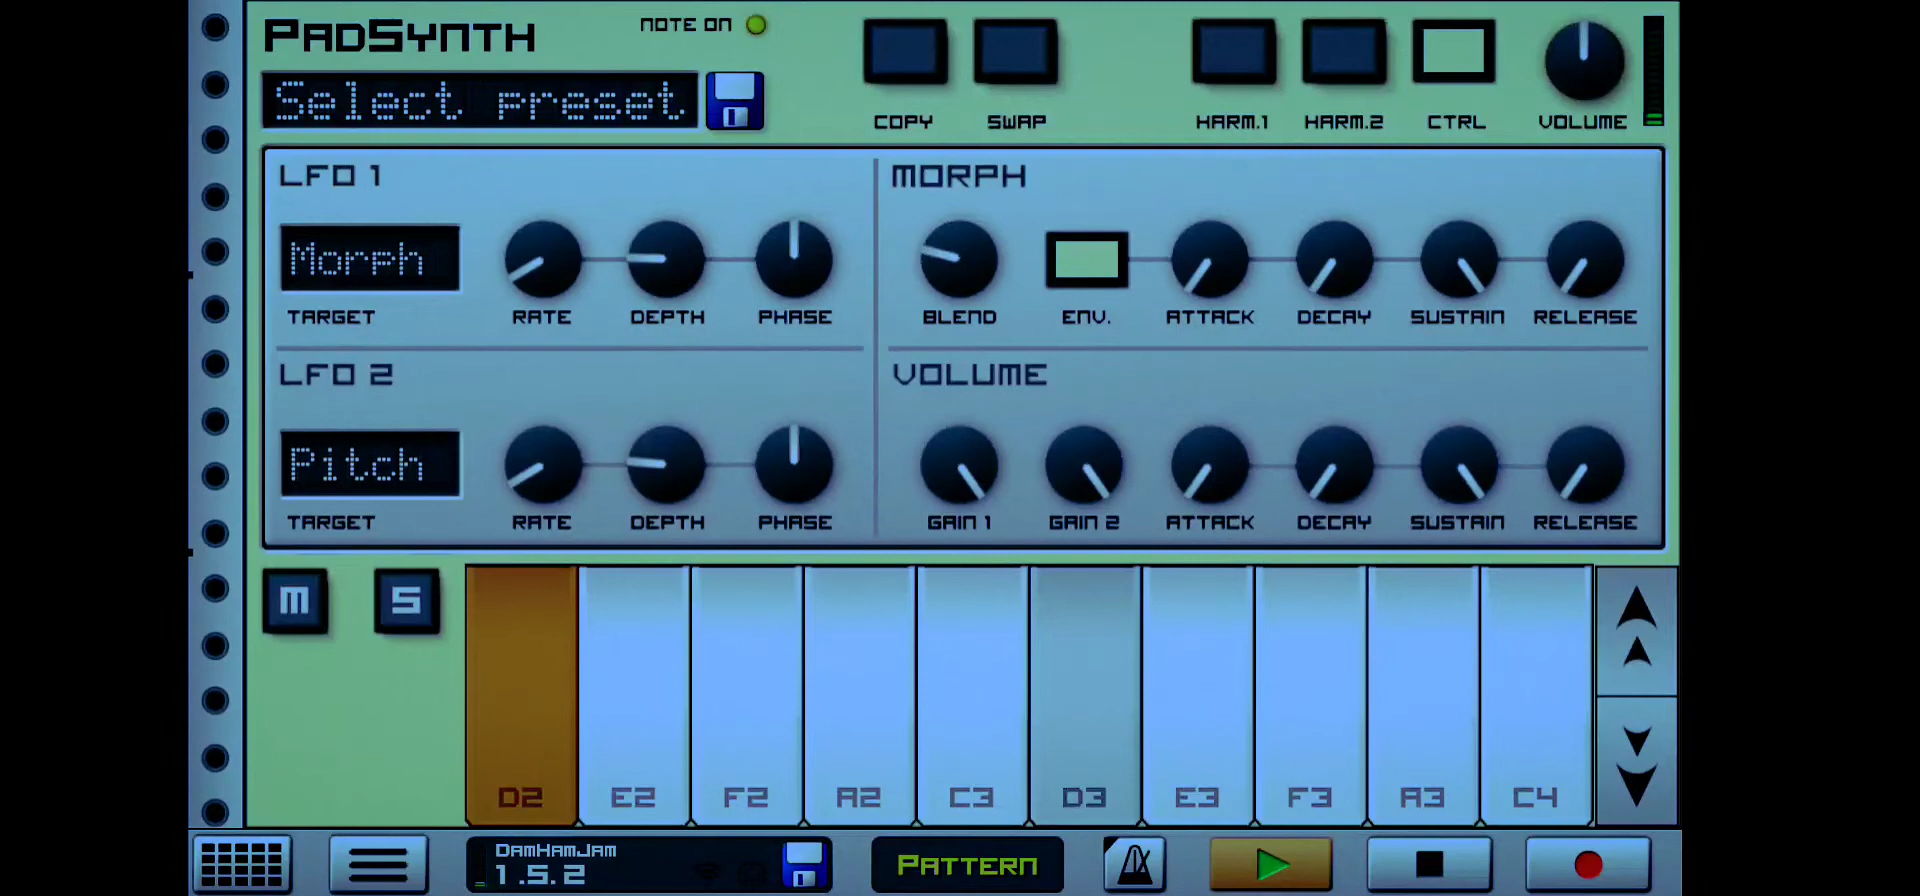 PadSynth
NOTE ON
Select preset
COPY
SWAP
HARM.1
HARM.2
CTRL
VOLUME
LFO 1
Morph
TARGET
RATE
DEPTH
PHASE
MORPH
BLEND
ENV.
ATTACK
DECAY
SUSTAIN
RELEASE
LFO 2
Pitch
TARGET
RATE
DEPTH
PHASE
VOLUME
GAIN 1
GAIN 2
ATTACK
DECAY
SUSTAIN
RELEASE
M
S
D2
E2
F2
A2
C3
D3
E3
F3
A3
C4
DamHamJam
1.5.2
Pattern